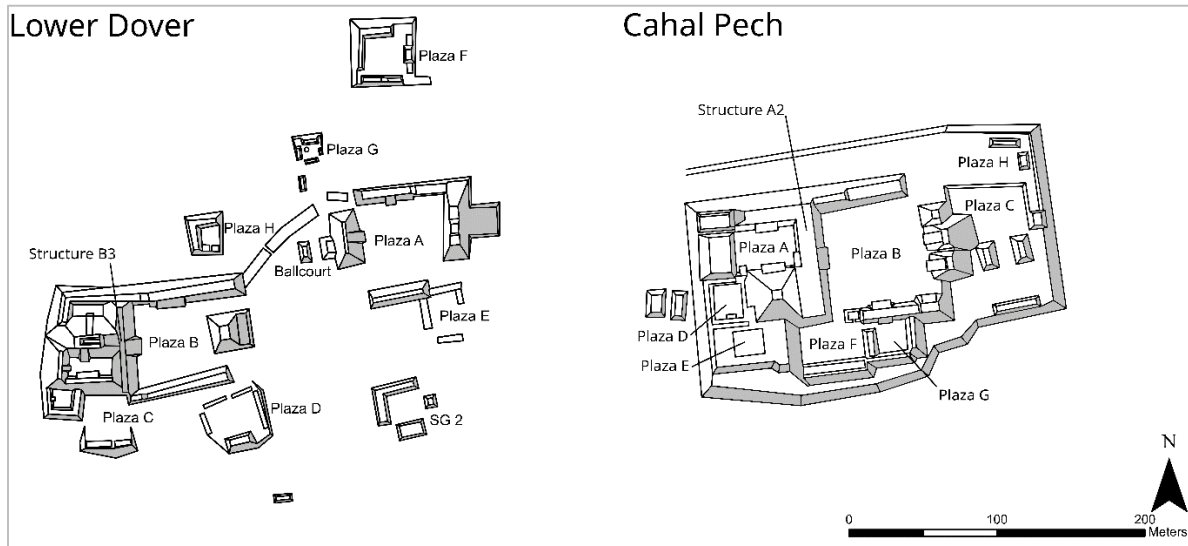 Lower Dover
Plaza F
Plaza G
Plaza H
Plaza A
Structure B3
Ballcourt
Plaza E
Plaza B
Plaza D
SG 2
Plaza C
Cahal Pech
Structure A2
Plaza H
Plaza C
Plaza A
Plaza B
Plaza D
Plaza F
Plaza E
Plaza G
N
0 100 200
Meters